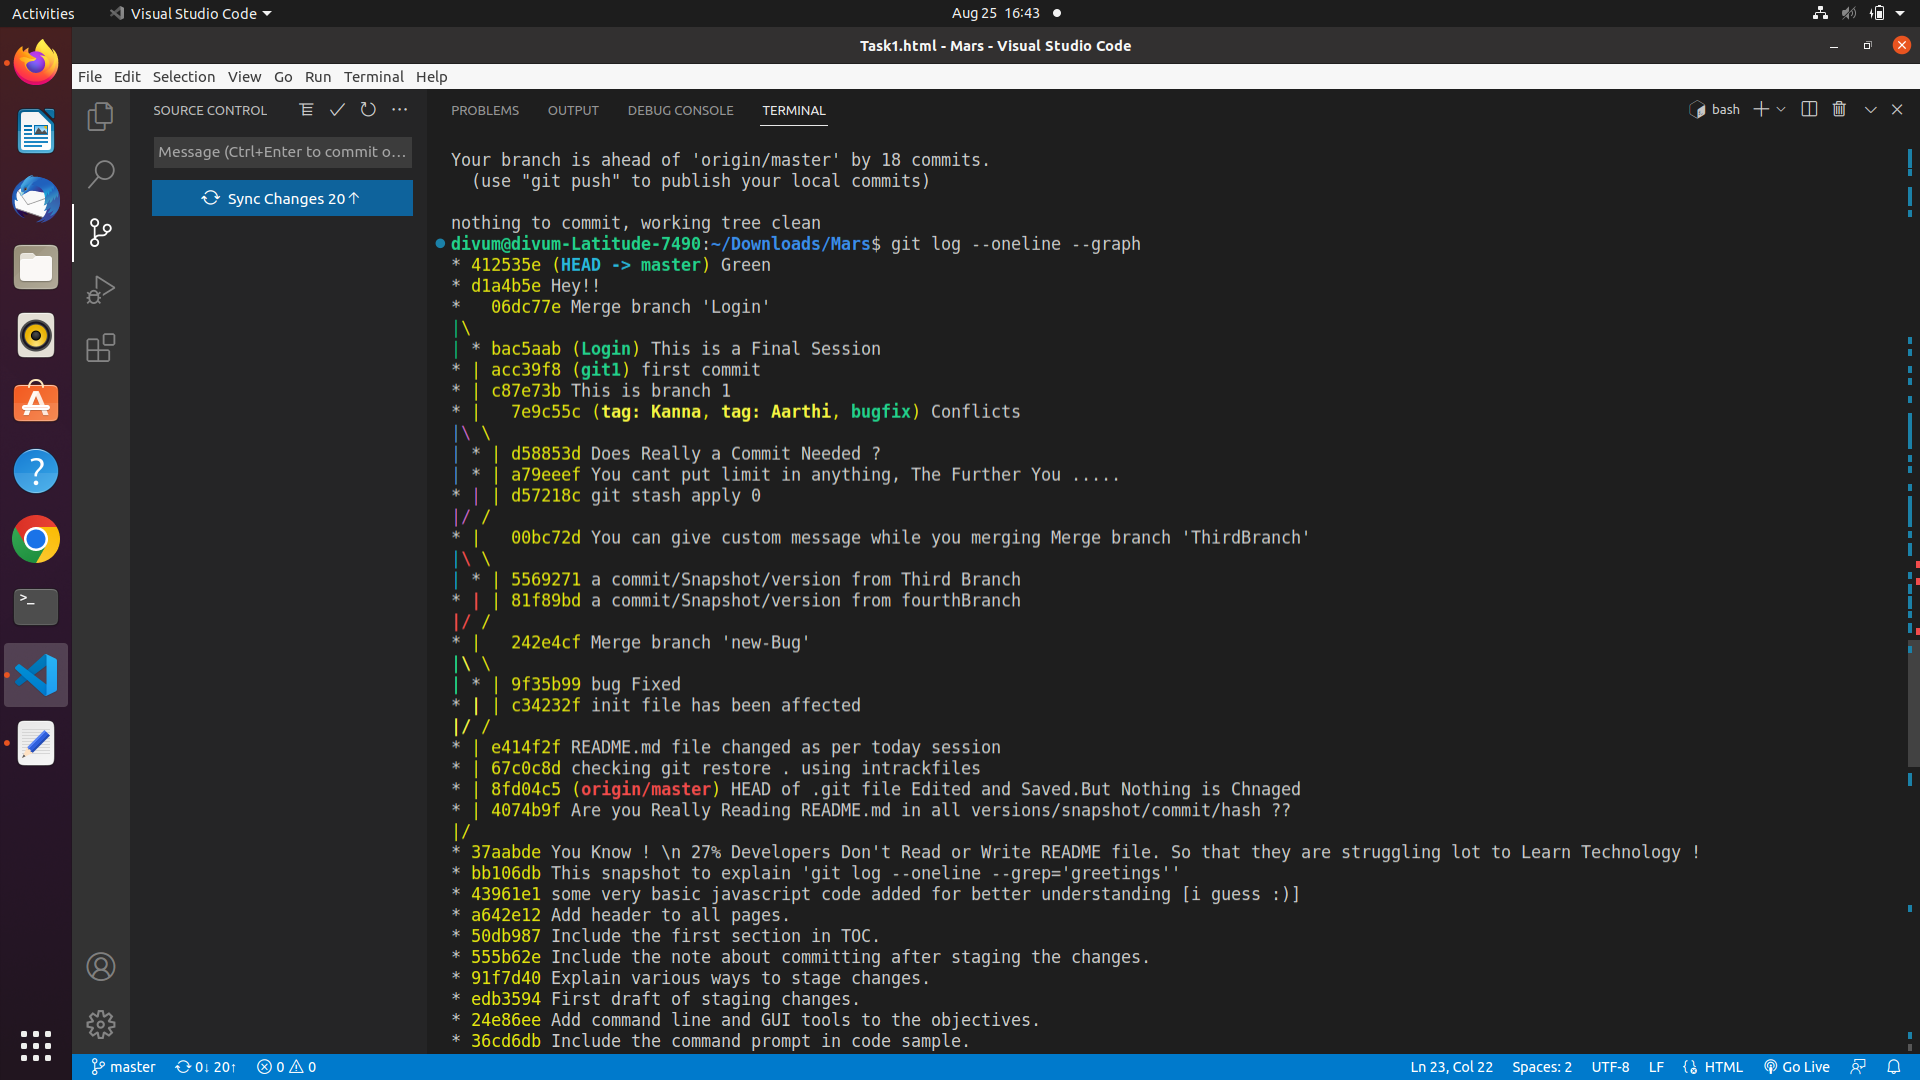 Activities Visual Studio Code Aug 25 16:43
Task1.html - Mars - Visual Studio Code
File Edit Selection View Go Run Terminal Help
SOURCE CONTROL
PROBLEMS OUTPUT DEBUG CONSOLE TERMINAL bash
Message (Ctrl+Enter to commit o...
Sync Changes 20↑
Your branch is ahead of 'origin/master' by 18 commits.
(use "git push" to publish your local commits)
nothing to commit, working tree clean
divum@divum-Latitude-7490:~/Downloads/Mars$ git log --oneline --graph
* 412535e (HEAD -> master) Green
* d1a4b5e Hey!!
*   06dc77e Merge branch 'Login'
|\
| * bac5aab (Login) This is a Final Session
* | acc39f8 (git1) first commit
* | c87e73b This is branch 1
* |   7e9c55c (tag: Kanna, tag: Aarthi, bugfix) Conflicts
|\ \
| * | d58853d Does Really a Commit Needed ?
| * | a79eeef You cant put limit in anything, The Further You .....
* | | d57218c git stash apply 0
|/ /
* |   00bc72d You can give custom message while you merging Merge branch 'ThirdBranch'
|\ \
| * | 5569271 a commit/Snapshot/version from Third Branch
* | | 81f89bd a commit/Snapshot/version from fourthBranch
|/ /
* |   242e4cf Merge branch 'new-Bug'
|\ \
| * | 9f35b99 bug Fixed
* | | c34232f init file has been affected
|/ /
* | e414f2f README.md file changed as per today session
* | 67c0c8d checking git restore . using intrackfiles
* | 8fd04c5 (origin/master) HEAD of .git file Edited and Saved.But Nothing is Chnaged
* | 4074b9f Are you Really Reading README.md in all versions/snapshot/commit/hash ??
|/
* 37aabde You Know ! \n 27% Developers Don't Read or Write README file. So that they are struggling lot to Learn Technology !
* bb106db This snapshot to explain 'git log --oneline --grep='greetings''
* 43961e1 some very basic javascript code added for better understanding [i guess :)]
* a642e12 Add header to all pages.
* 50db987 Include the first section in TOC.
* 555b62e Include the note about committing after staging the changes.
* 91f7d40 Explain various ways to stage changes.
* edb3594 First draft of staging changes.
* 24e86ee Add command line and GUI tools to the objectives.
* 36cd6db Include the command prompt in code sample.
master 0↓ 20↑ 0 0 Ln 23, Col 22 Spaces: 2 UTF-8 LF HTML Go Live